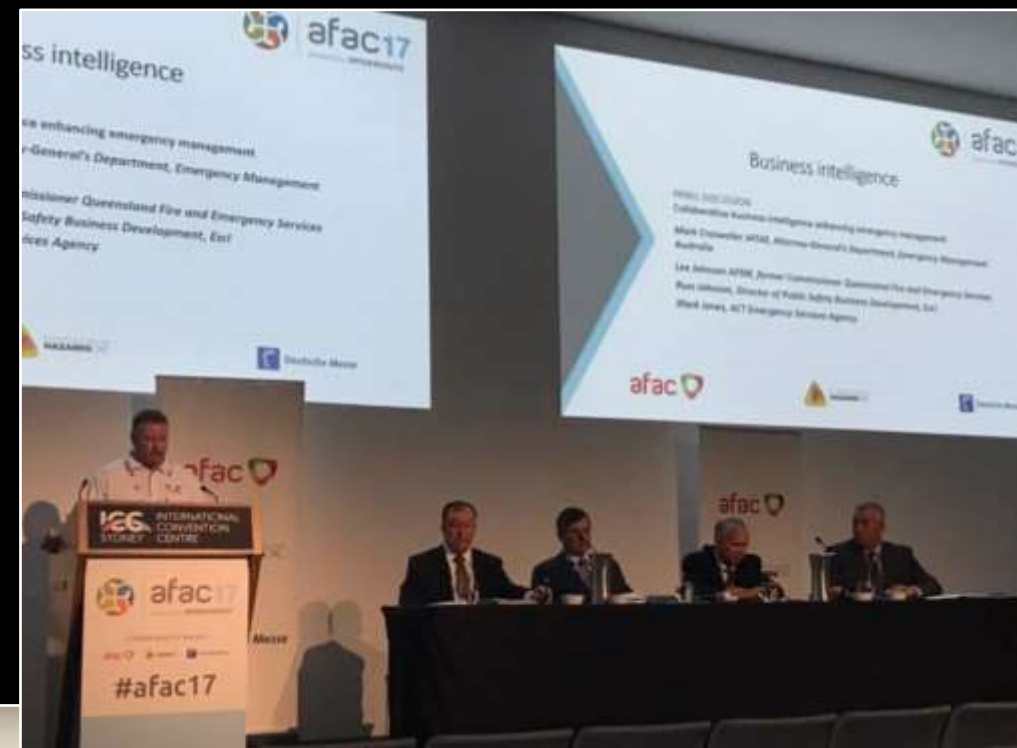 afac17
ss intelligence
ce enhancing emergency management
y-General's Department, Emergency Management
missioner Queensland Fire and Emergency Services
Safety Business Development, Esri
vices Agency
HAZARDS
Deutsche Messe
afac
Business intelligence
PANEL DISCUSSION
Collaborative business intelligence enhancing emergency management
Mark Crosweller AFSM, Attorney-General's Department, Emergency Management
Australia
Lee Johnson AFSM, former Commissioner Queensland Fire and Emergency Services
Russ Johnson, Director of Public Safety Business Development, Esri
Mark Jones, ACT Emergency Services Agency
afac
afac
afac
ICC SYDNEY
INTERNATIONAL
CONVENTION
CENTRE
afac17
Messe
#afac17